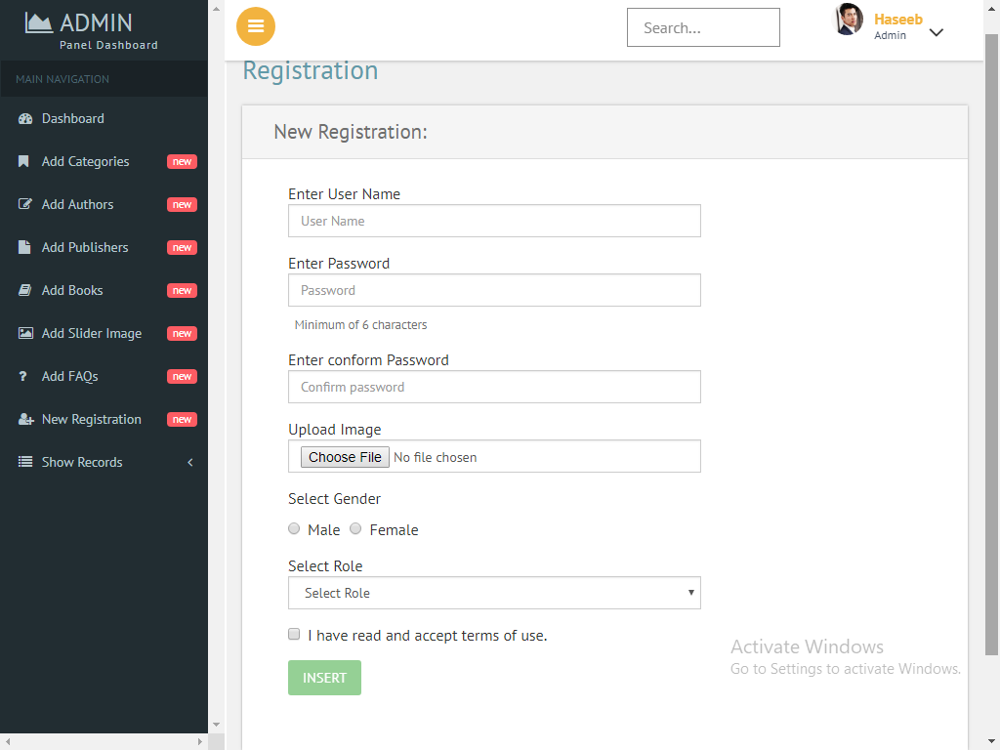 ADMIN
Panel Dashboard
MAIN NAVIGATION
Dashboard
Add Categories new
Add Authors new
Add Publishers new
Add Books new
Add Slider Image new
Add FAQs new
New Registration new
Show Records
Search...
Haseeb
Admin
Registration
New Registration:
Enter User Name
User Name
Enter Password
Password
Minimum of 6 characters
Enter conform Password
Confirm password
Upload Image
Choose File No file chosen
Select Gender
Male Female
Select Role
Select Role
I have read and accept terms of use.
INSERT
Activate Windows
Go to Settings to activate Windows.